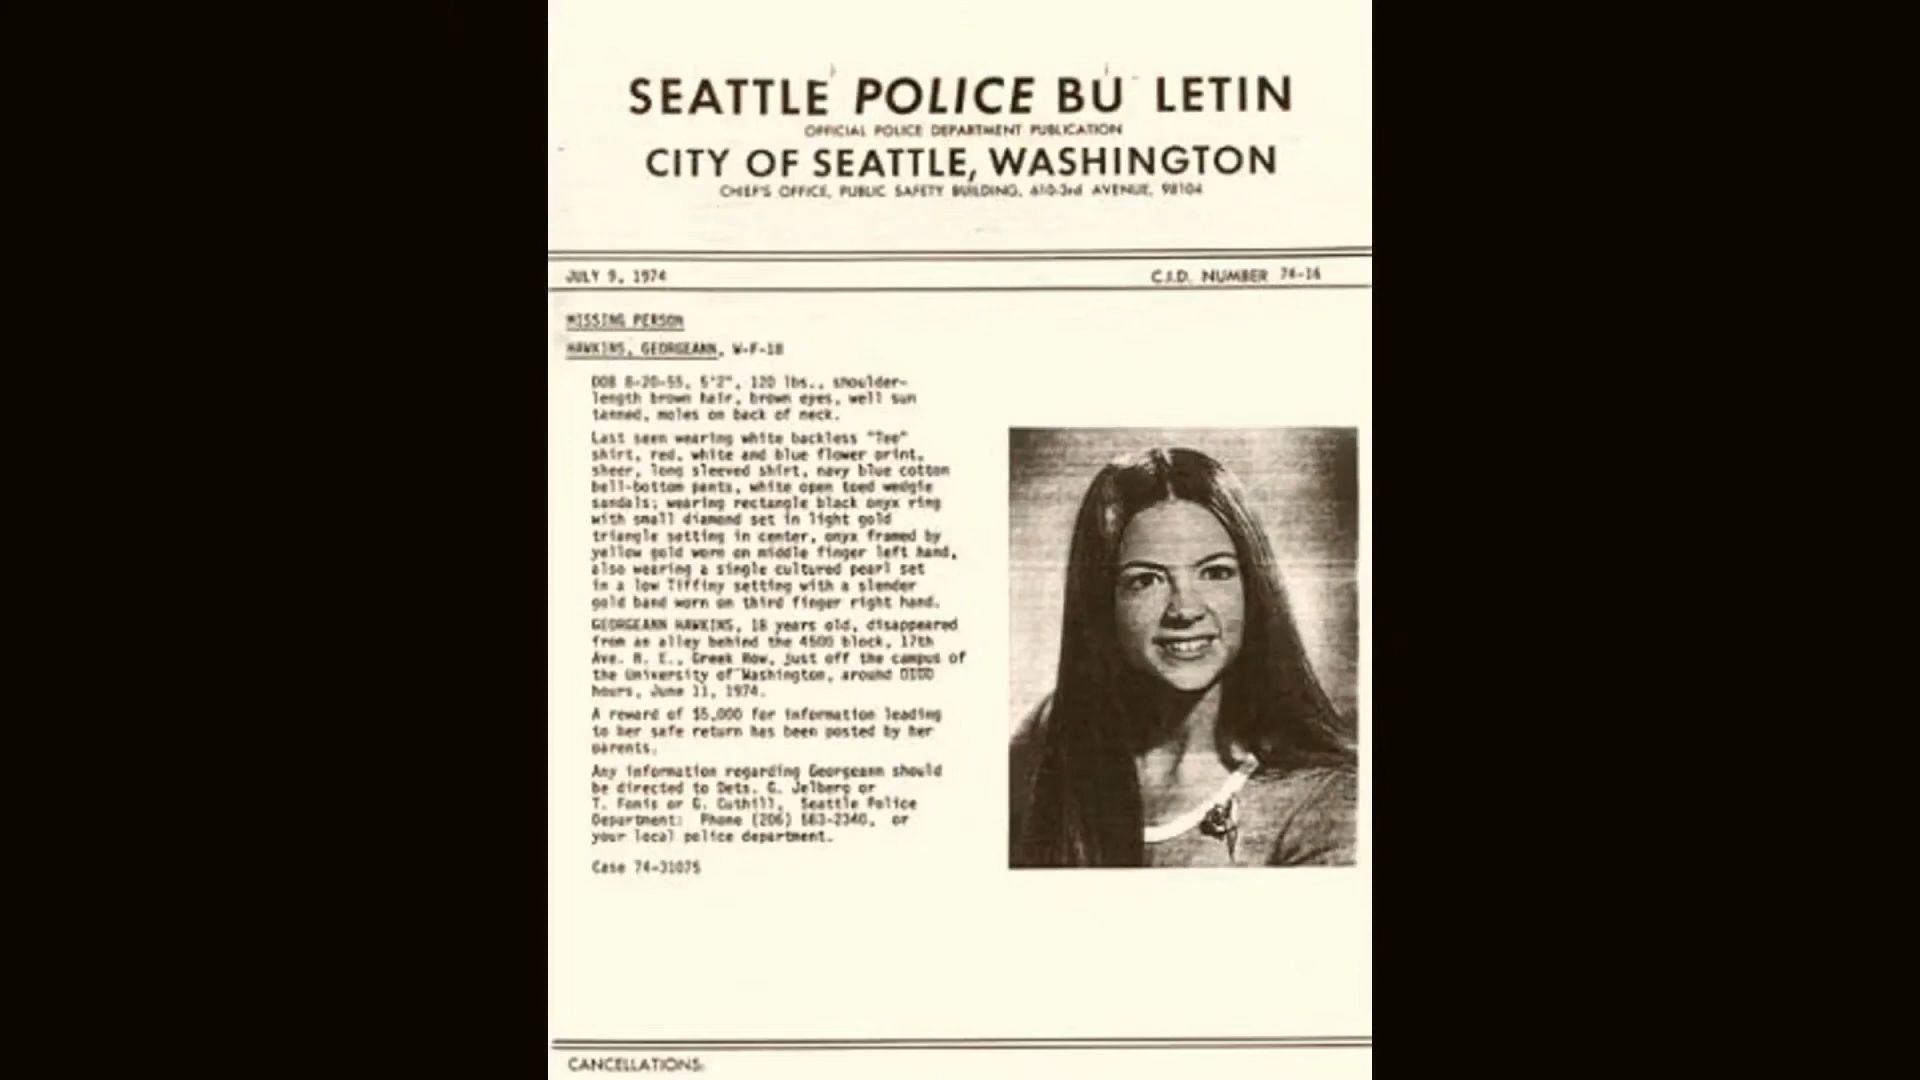 SEATTLE POLICE BU LETIN
OFFICIAL POLICE DEPARTMENT PUBLICATION
CITY OF SEATTLE, WASHINGTON
CHIEF'S OFFICE, PUBLIC SAFETY BUILDING, 610-3rd AVENUE, 98104
JULY 9, 1974
C.I.D. NUMBER 74-16
MISSING PERSON
HAWKINS, GEORGEANN, W-F-18
DOB 8-20-55, 5'2", 120 lbs., shoulder-
length brown hair, brown eyes, well sun
tanned, moles on back of neck.
Last seen wearing white backless "Tee"
shirt, red, white and blue flower print,
sheer, long sleeved shirt, navy blue cotton
bell-bottom pants, white open toed wedgie
sandals; wearing rectangle black onyx ring
with small diamond set in light gold
triangle setting in center, onyx framed by
yellow gold worn on middle finger left hand,
also wearing a single cultured pearl set
in a low Tiffiny setting with a slender
gold band worn on third finger right hand.
GEORGEANN HAWKINS, 18 years old, disappeared
from an alley behind the 4500 block, 17th
Ave. N. E., Greek Row, just off the campus of
the University of Washington, around 0100
hours, June 11, 1974.
A reward of $5,000 for information leading
to her safe return has been posted by her
parents.
Any information regarding Georgeann should
be directed to Dets. G. Jelberg or
T. Fonis or G. Cuthill, Seattle Police
Department: Phone (206) 583-2340, or
your local police department.
Case 74-31075
CANCELLATIONS: